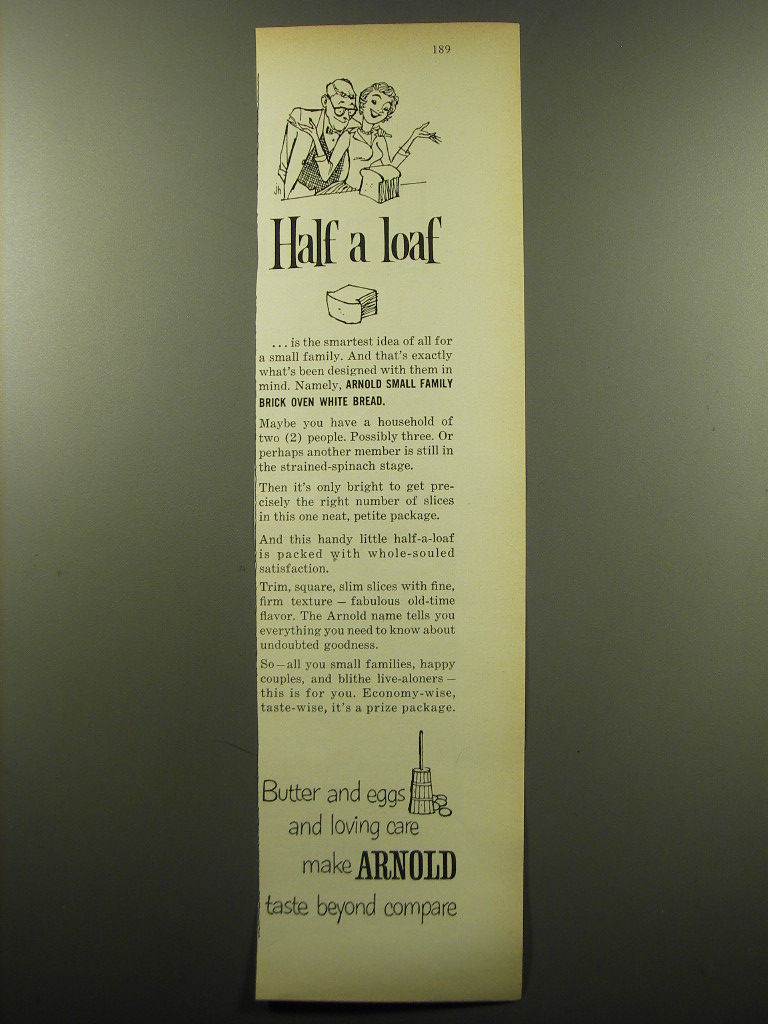 189
jh
Half a loaf
... is the smartest idea of all for
a small family. And that's exactly
what's been designed with them in
mind. Namely, ARNOLD SMALL FAMILY
BRICK OVEN WHITE BREAD.
Maybe you have a household of
two (2) people. Possibly three. Or
perhaps another member is still in
the strained-spinach stage.
Then it's only bright to get pre-
cisely the right number of slices
in this one neat, petite package.
And this handy little half-a-loaf
is packed with whole-souled
satisfaction.
Trim, square, slim slices with fine,
firm texture — fabulous old-time
flavor. The Arnold name tells you
everything you need to know about
undoubted goodness.
So—all you small families, happy
couples, and blithe live-aloners —
this is for you. Economy-wise,
taste-wise, it's a prize package.
Butter and eggs
and loving care
make ARNOLD
taste beyond compare